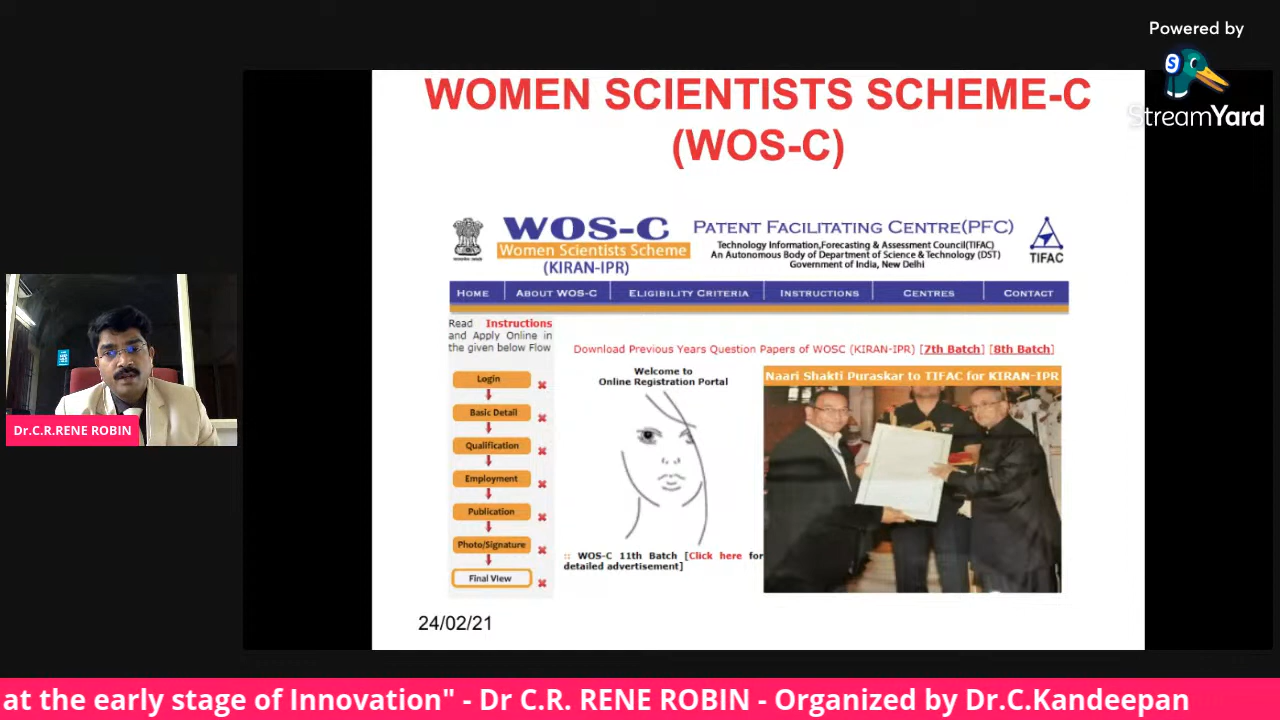 Powered by
StreamYard
WOMEN SCIENTISTS SCHEME-C
(WOS-C)
WOS-C
Women Scientists Scheme
(KIRAN-IPR)
PATENT FACILITATING CENTRE(PFC)
Technology Information,Forecasting & Assessment Council(TIFAC)
An Autonomous Body of Department of Science & Technology (DST)
Government of India, New Delhi
TIFAC
HOME
ABOUT WOS-C
ELIGIBILITY CRITERIA
INSTRUCTIONS
CENTRES
CONTACT
Read Instructions
and Apply Online in
the given below Flow
Login
Basic Detail
Qualification
Employment
Publication
Photo/Signature
Final View
Download Previous Years Question Papers of WOSC (KIRAN-IPR) [7th Batch] [8th Batch]
Welcome to
Online Registration Portal
:: WOS-C 11th Batch [Click here for
detailed advertisement]
Naari Shakti Puraskar to TIFAC for KIRAN-IPR
24/02/21
Dr.C.R.RENE ROBIN
at the early stage of Innovation" - Dr C.R. RENE ROBIN - Organized by Dr.C.Kandeepan